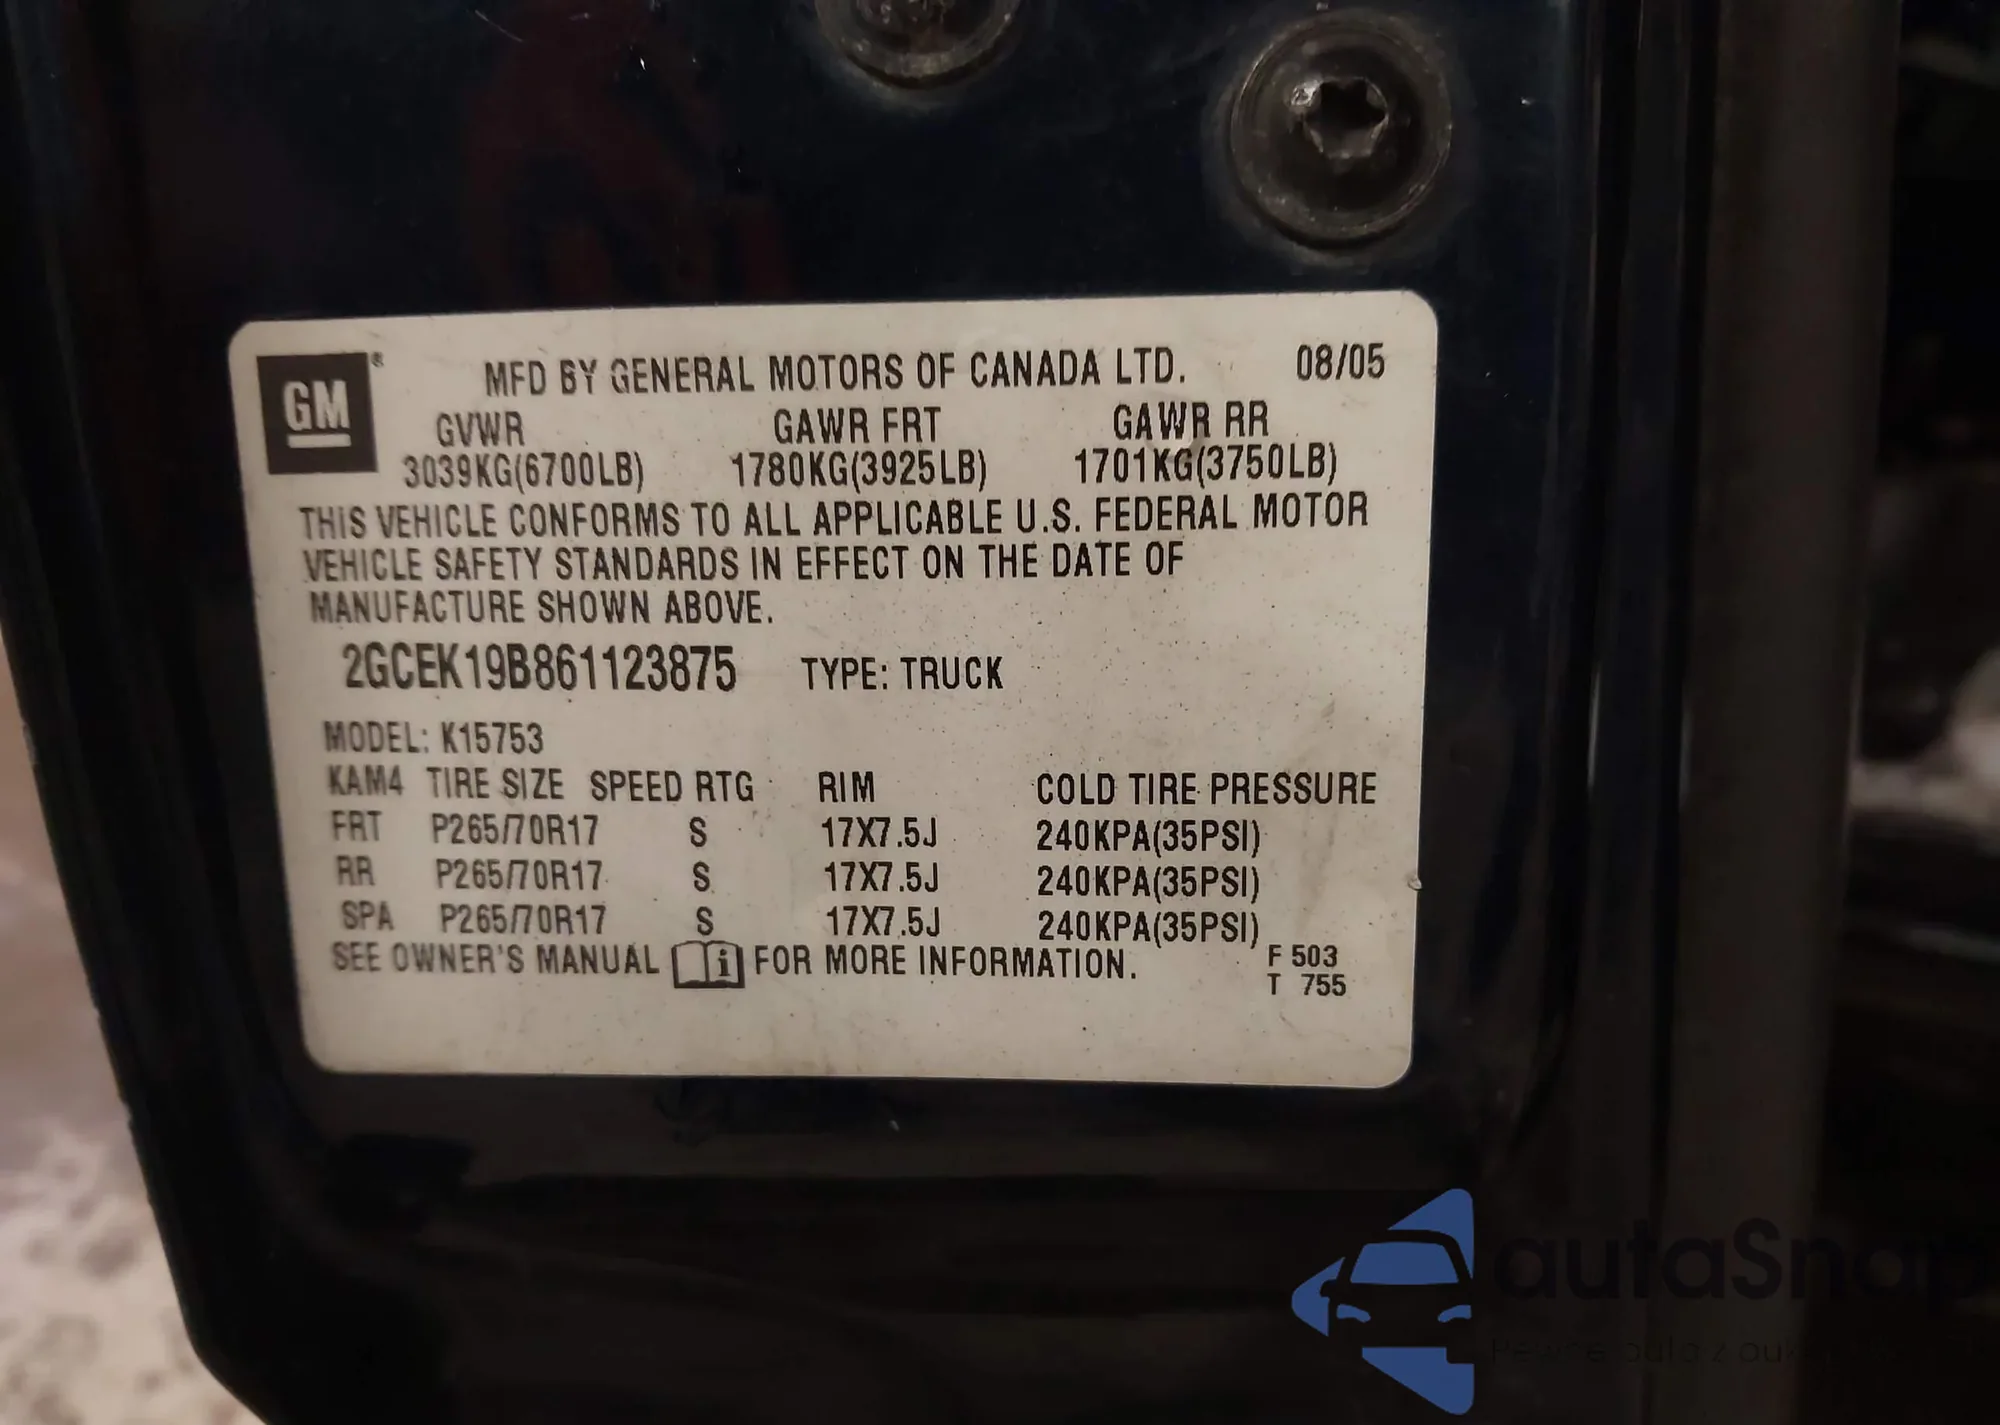 GM ®
MFD BY GENERAL MOTORS OF CANADA LTD. 08/05
GVWR GAWR FRT GAWR RR
3039KG(6700LB) 1780KG(3925LB) 1701KG(3750LB)
THIS VEHICLE CONFORMS TO ALL APPLICABLE U.S. FEDERAL MOTOR
VEHICLE SAFETY STANDARDS IN EFFECT ON THE DATE OF
MANUFACTURE SHOWN ABOVE.
2GCEK19B861123875 TYPE: TRUCK
MODEL: K15753
KAM4 TIRE SIZE SPEED RTG RIM COLD TIRE PRESSURE
FRT P265/70R17 S 17X7.5J 240KPA(35PSI)
RR P265/70R17 S 17X7.5J 240KPA(35PSI)
SPA P265/70R17 S 17X7.5J 240KPA(35PSI)
SEE OWNER'S MANUAL i FOR MORE INFORMATION.
F 503
T 755
autaSnap
Pewne auta z